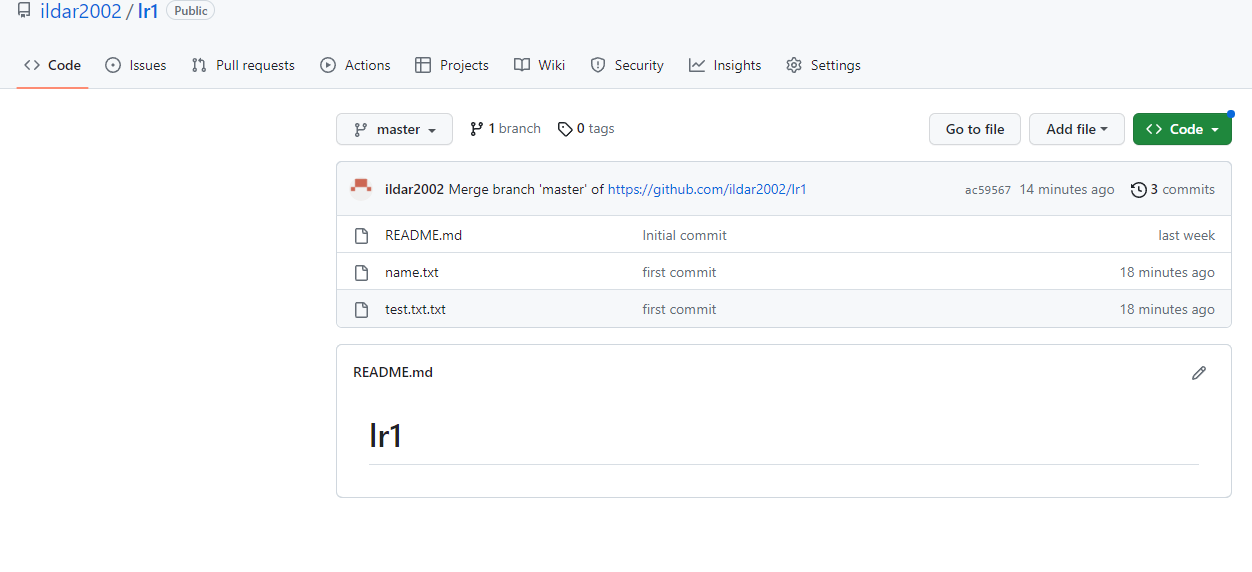 ildar2002 / lr1 Public
Code Issues Pull requests Actions Projects Wiki Security Insights Settings
master 1 branch 0 tags Go to file Add file Code
ildar2002 Merge branch 'master' of https://github.com/ildar2002/lr1 ac59567 14 minutes ago 3 commits
README.md Initial commit last week
name.txt first commit 18 minutes ago
test.txt.txt first commit 18 minutes ago
README.md
lr1